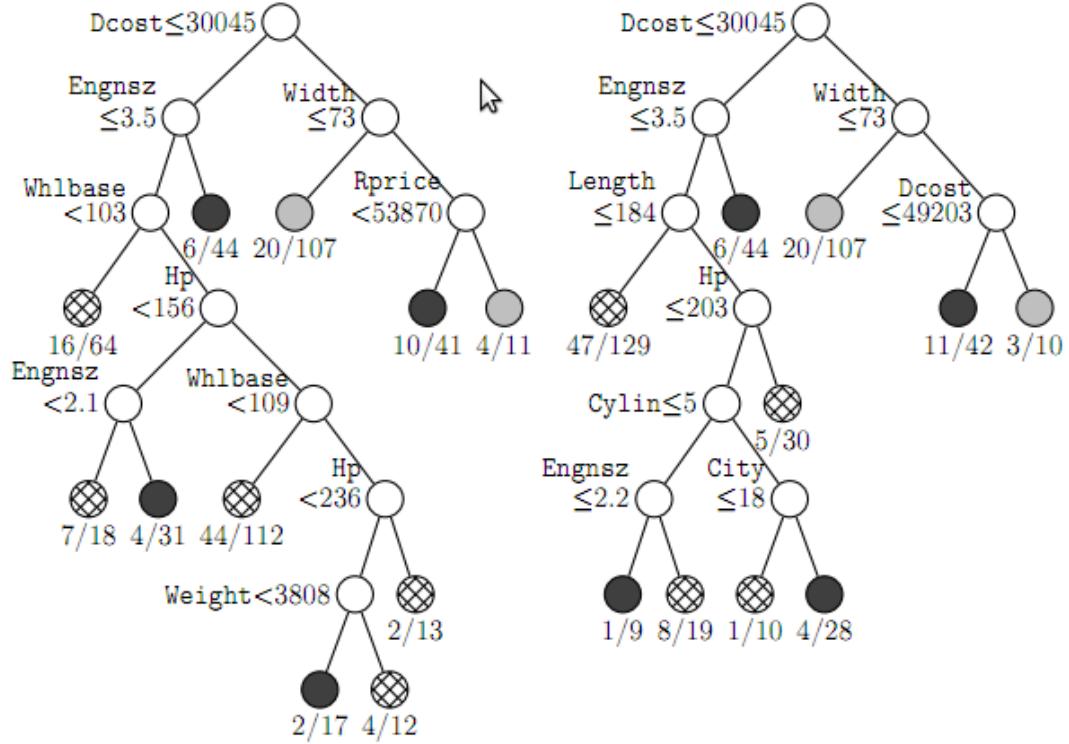 Dcost≤30045
Engnsz
≤3.5
Width
≤73
Whlbase
<103
6/44
20/107
Rprice
<53870
16/64
Hp
<156
10/41
4/11
Engnsz
<2.1
Whlbase
<109
7/18
4/31
44/112
Hp
<236
Weight<3808
2/13
2/17
4/12
Dcost≤30045
Engnsz
≤3.5
Width
≤73
Length
≤184
6/44
20/107
Dcost
≤49203
47/129
Hp
≤203
11/42
3/10
Cylin≤5
5/30
Engnsz
≤2.2
City
≤18
1/9
8/19
1/10
4/28